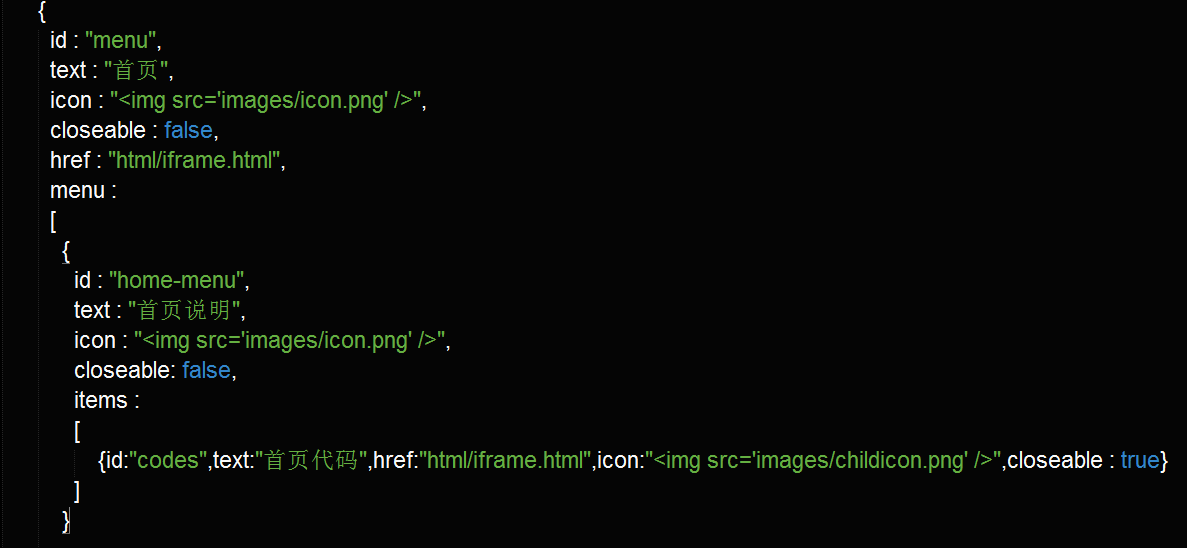 {
id : "menu",
text : "首页",
icon : "<img src='images/icon.png' />",
closeable : false,
href : "html/iframe.html",
menu :
[
{
id : "home-menu",
text : "首页说明",
icon : "<img src='images/icon.png' />",
closeable: false,
items :
[
{id:"codes",text:"首页代码",href:"html/iframe.html",icon:"<img src='images/childicon.png' />",closeable : true}
]
}